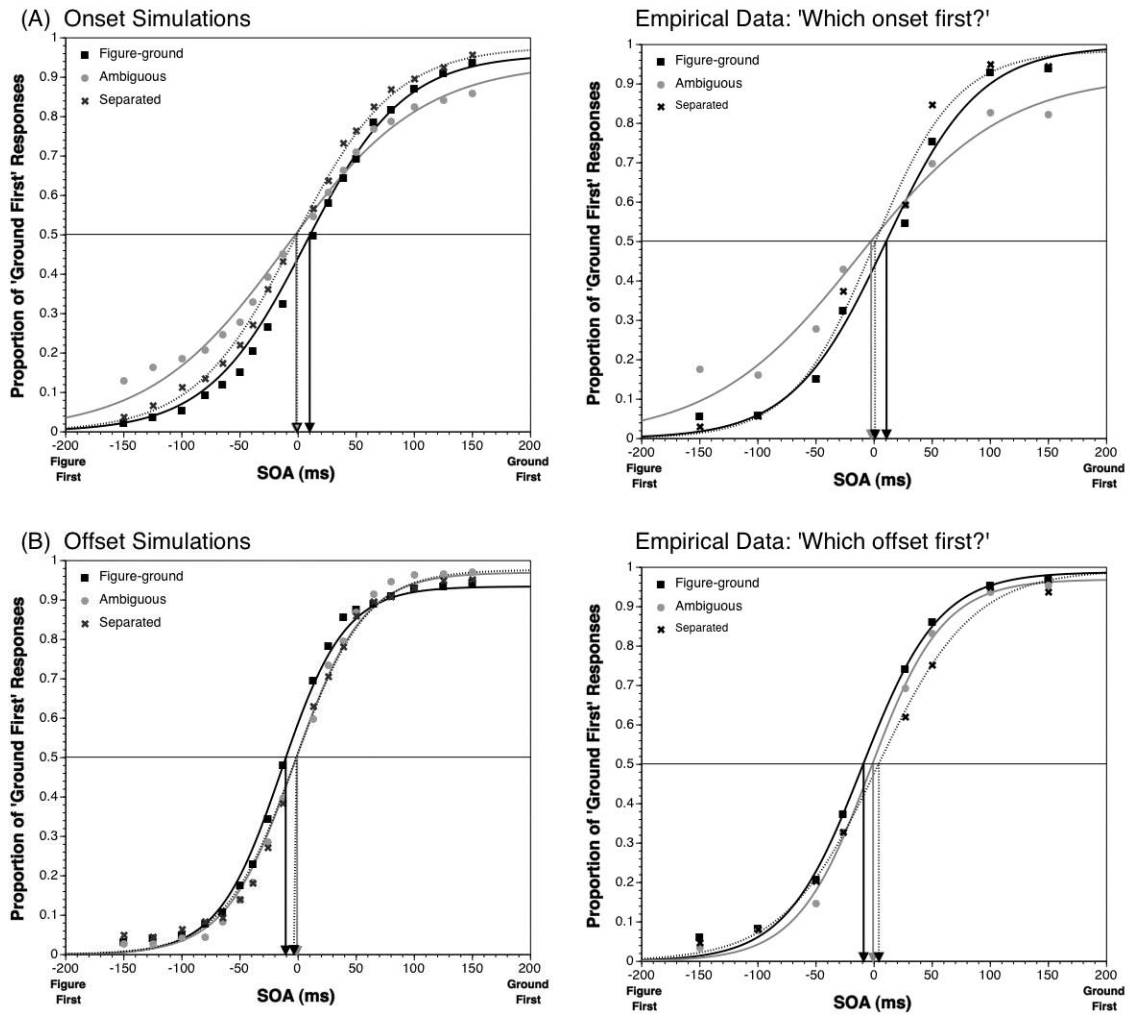 (A) Onset Simulations
Proportion of 'Ground First' Responses
1
0.9
0.8
0.7
0.6
0.5
0.4
0.3
0.2
0.1
0
Figure-ground
Ambiguous
Separated
-200 -150 -100 -50 0 50 100 150 200
Figure First
SOA (ms)
Ground First
Empirical Data: 'Which onset first?'
Proportion of 'Ground First' Responses
1
0.9
0.8
0.7
0.6
0.5
0.4
0.3
0.2
0.1
0
Figure-ground
Ambiguous
Separated
-200 -150 -100 -50 0 50 100 150 200
Figure First
SOA (ms)
Ground First
(B) Offset Simulations
Proportion of 'Ground First' Responses
1
0.9
0.8
0.7
0.6
0.5
0.4
0.3
0.2
0.1
0
Figure-ground
Ambiguous
Separated
-200 -150 -100 -50 0 50 100 150 200
Figure First
SOA (ms)
Ground First
Empirical Data: 'Which offset first?'
Proportion of 'Ground First' Responses
1
0.9
0.8
0.7
0.6
0.5
0.4
0.3
0.2
0.1
0
Figure-ground
Ambiguous
Separated
-200 -150 -100 -50 0 50 100 150 200
Figure First
SOA (ms)
Ground First